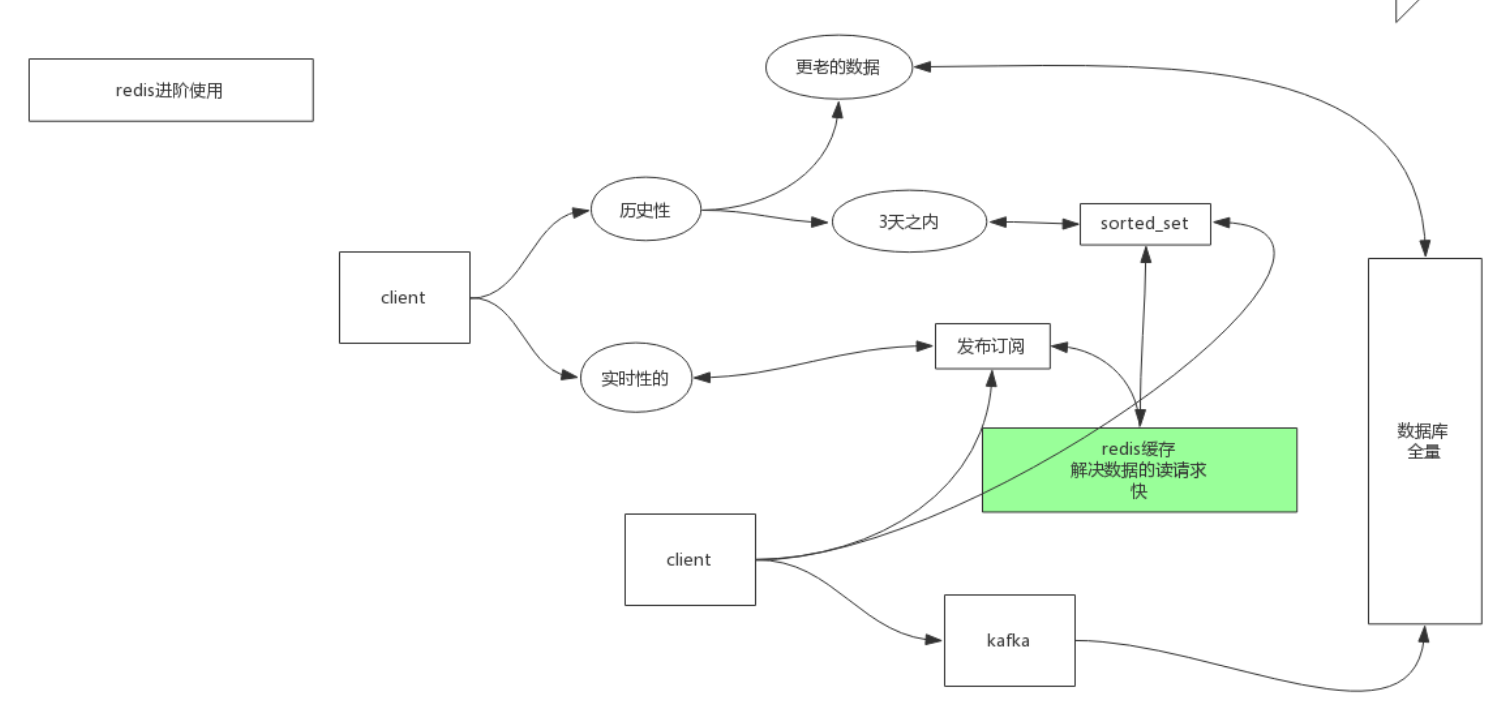 redis进阶使用
更老的数据
历史性
3天之内
sorted_set
client
实时性的
发布订阅
redis缓存
解决数据的读请求
快
数据库
全量
client
kafka